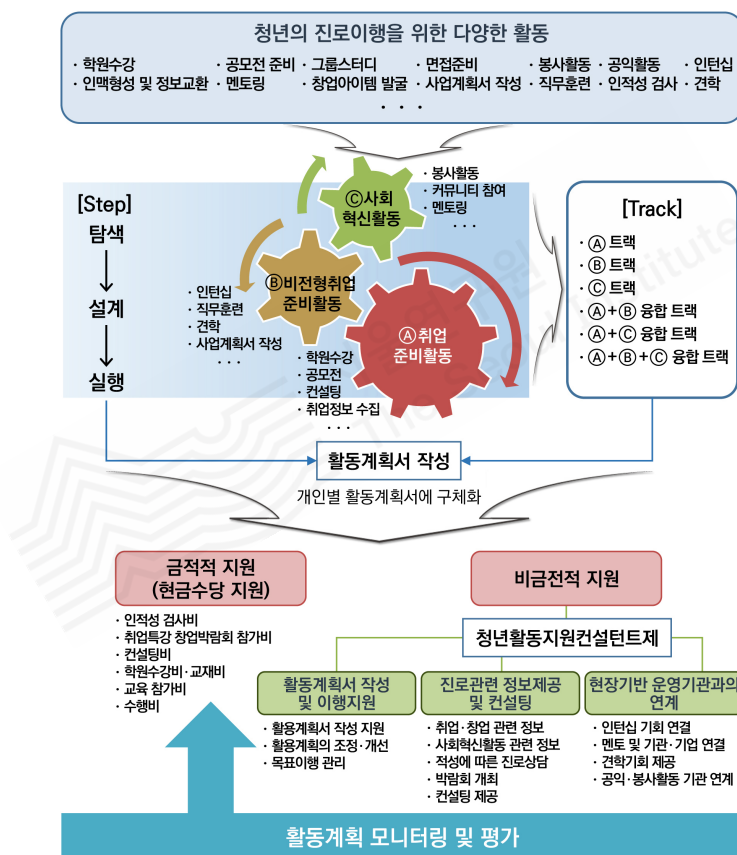 청년의 진로이행을 위한 다양한 활동
· 학원수강 · 공모전 준비 · 그룹스터디 · 면접준비 · 봉사활동 · 공익활동 · 인턴십
· 인맥형성 및 정보교환 · 멘토링 · 창업아이템 발굴 · 사업계획서 작성 · 직무훈련 · 인적성 검사 · 견학
· · ·
[Step]
탐색
설계
실행
Ⓒ사회
혁신활동
· 봉사활동
· 커뮤니티 참여
· 멘토링
· · ·
Ⓑ비전형취업
준비활동
· 인턴십
· 직무훈련
· 견학
· 사업계획서 작성
· · ·
Ⓐ취업
준비활동
· 학원수강
· 공모전
· 컨설팅
· 취업정보 수집
· · ·
[Track]
· Ⓐ 트랙
· Ⓑ 트랙
· Ⓒ 트랙
· Ⓐ+Ⓑ 융합 트랙
· Ⓐ+Ⓒ 융합 트랙
· Ⓐ+Ⓑ+Ⓒ 융합 트랙
활동계획서 작성
개인별 활동계획서에 구체화
금적적 지원
(현금수당 지원)
· 인적성 검사비
· 취업특강 창업박람회 참가비
· 컨설팅비
· 학원수강비·교재비
· 교육 참가비
· 수행비
비금전적 지원
청년활동지원컨설턴트제
활동계획서 작성
및 이행지원
· 활용계획서 작성 지원
· 활용계획의 조정·개선
· 목표이행 관리
진로관련 정보제공
및 컨설팅
· 취업·창업 관련 정보
· 사회혁신활동 관련 정보
· 적성에 따른 진로상담
· 박람회 개최
· 컨설팅 제공
현장기반 운영기관과의
연계
· 인턴십 기회 연결
· 멘토 및 기관·기업 연결
· 견학기회 제공
· 공익·봉사활동 기관 연계
활동계획 모니터링 및 평가
서울연구원
The Seoul Institute